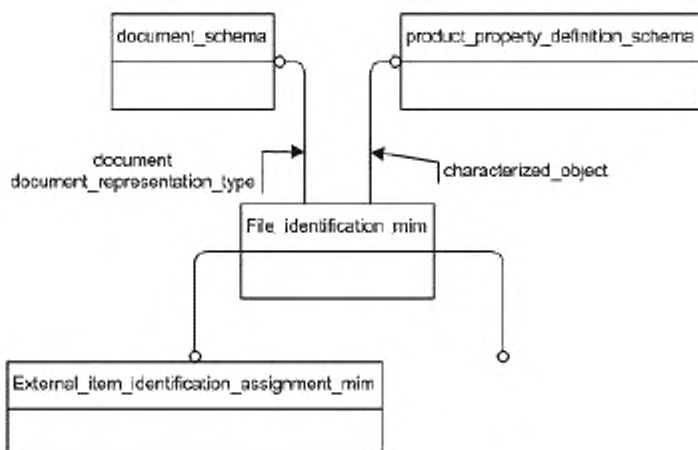 document_schema
product_property_definition_schema
document
document_representation_type
characterized_object
File_identification_mim
External_item_identification_assignment_mim